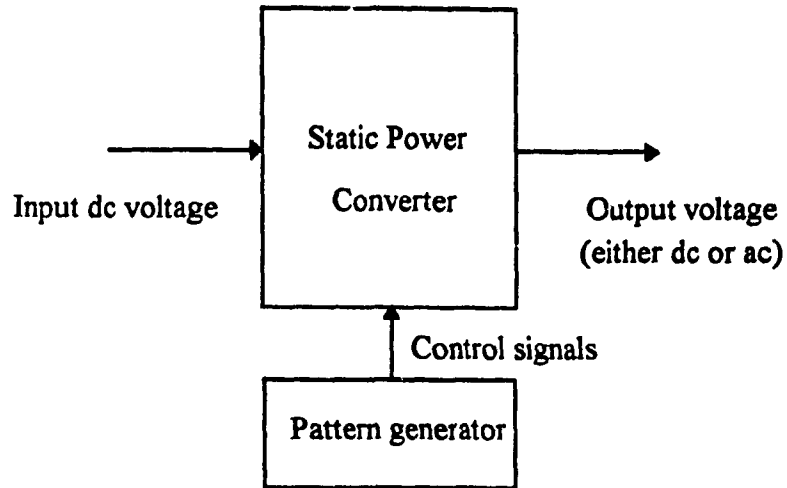 Static Power
Converter
Input dc voltage
Output voltage
(either dc or ac)
Control signals
Pattern generator